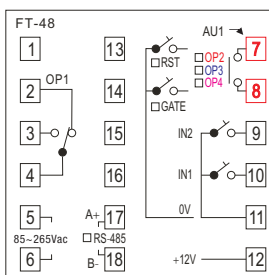 FT-48
AU1
1
13
7
RST
OP2
OP3
OP4
2
OP1
14
8
GATE
3
15
IN2
9
4
16
IN1
10
5
A+
17
0V
11
85~265Vac
RS-485
6
B-
18
+12V
12